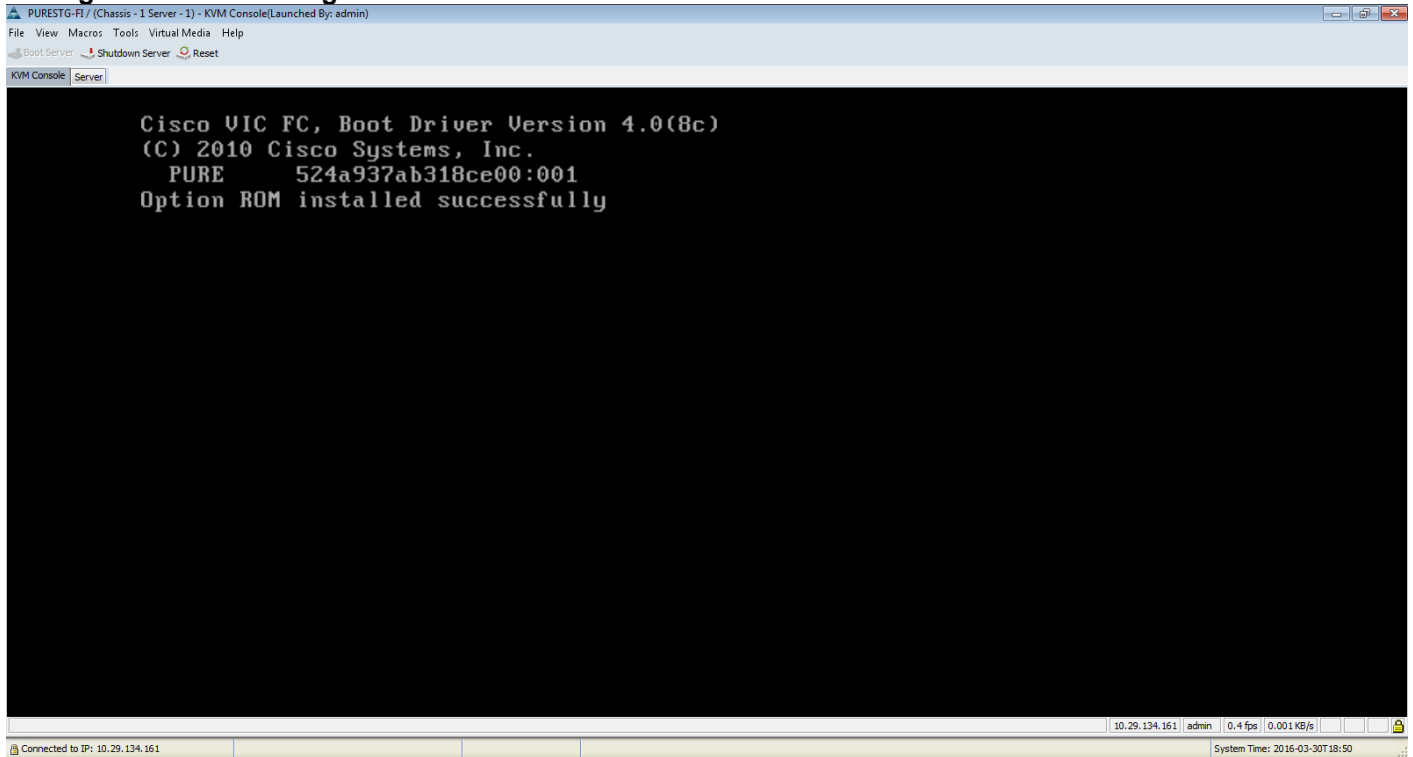 PURESTG-FI / (Chassis - 1 Server - 1) - KVM Console(Launched By: admin)
File View Macros Tools Virtual Media Help
Boot Server Shutdown Server Reset
KVM Console Server
Cisco VIC FC, Boot Driver Version 4.0(8c)
(C) 2010 Cisco Systems, Inc.
PURE 524a937ab318ce00:001
Option ROM installed successfully
10.29.134.161 admin 0.4 fps 0.001 KB/s
Connected to IP: 10.29.134.161 System Time: 2016-03-30T18:50